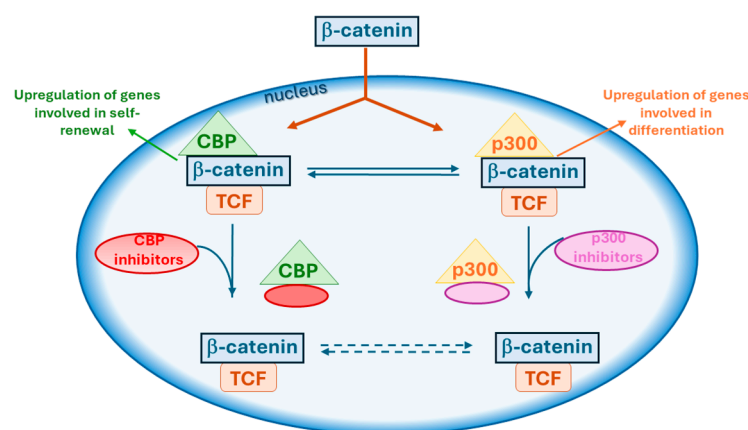 β-catenin
nucleus
Upregulation of genes
involved in self-
renewal
Upregulation of genes
involved in
differentiation
CBP
β-catenin
TCF
p300
β-catenin
TCF
CBP
inhibitors
CBP
p300
p300
inhibitors
β-catenin
TCF
β-catenin
TCF